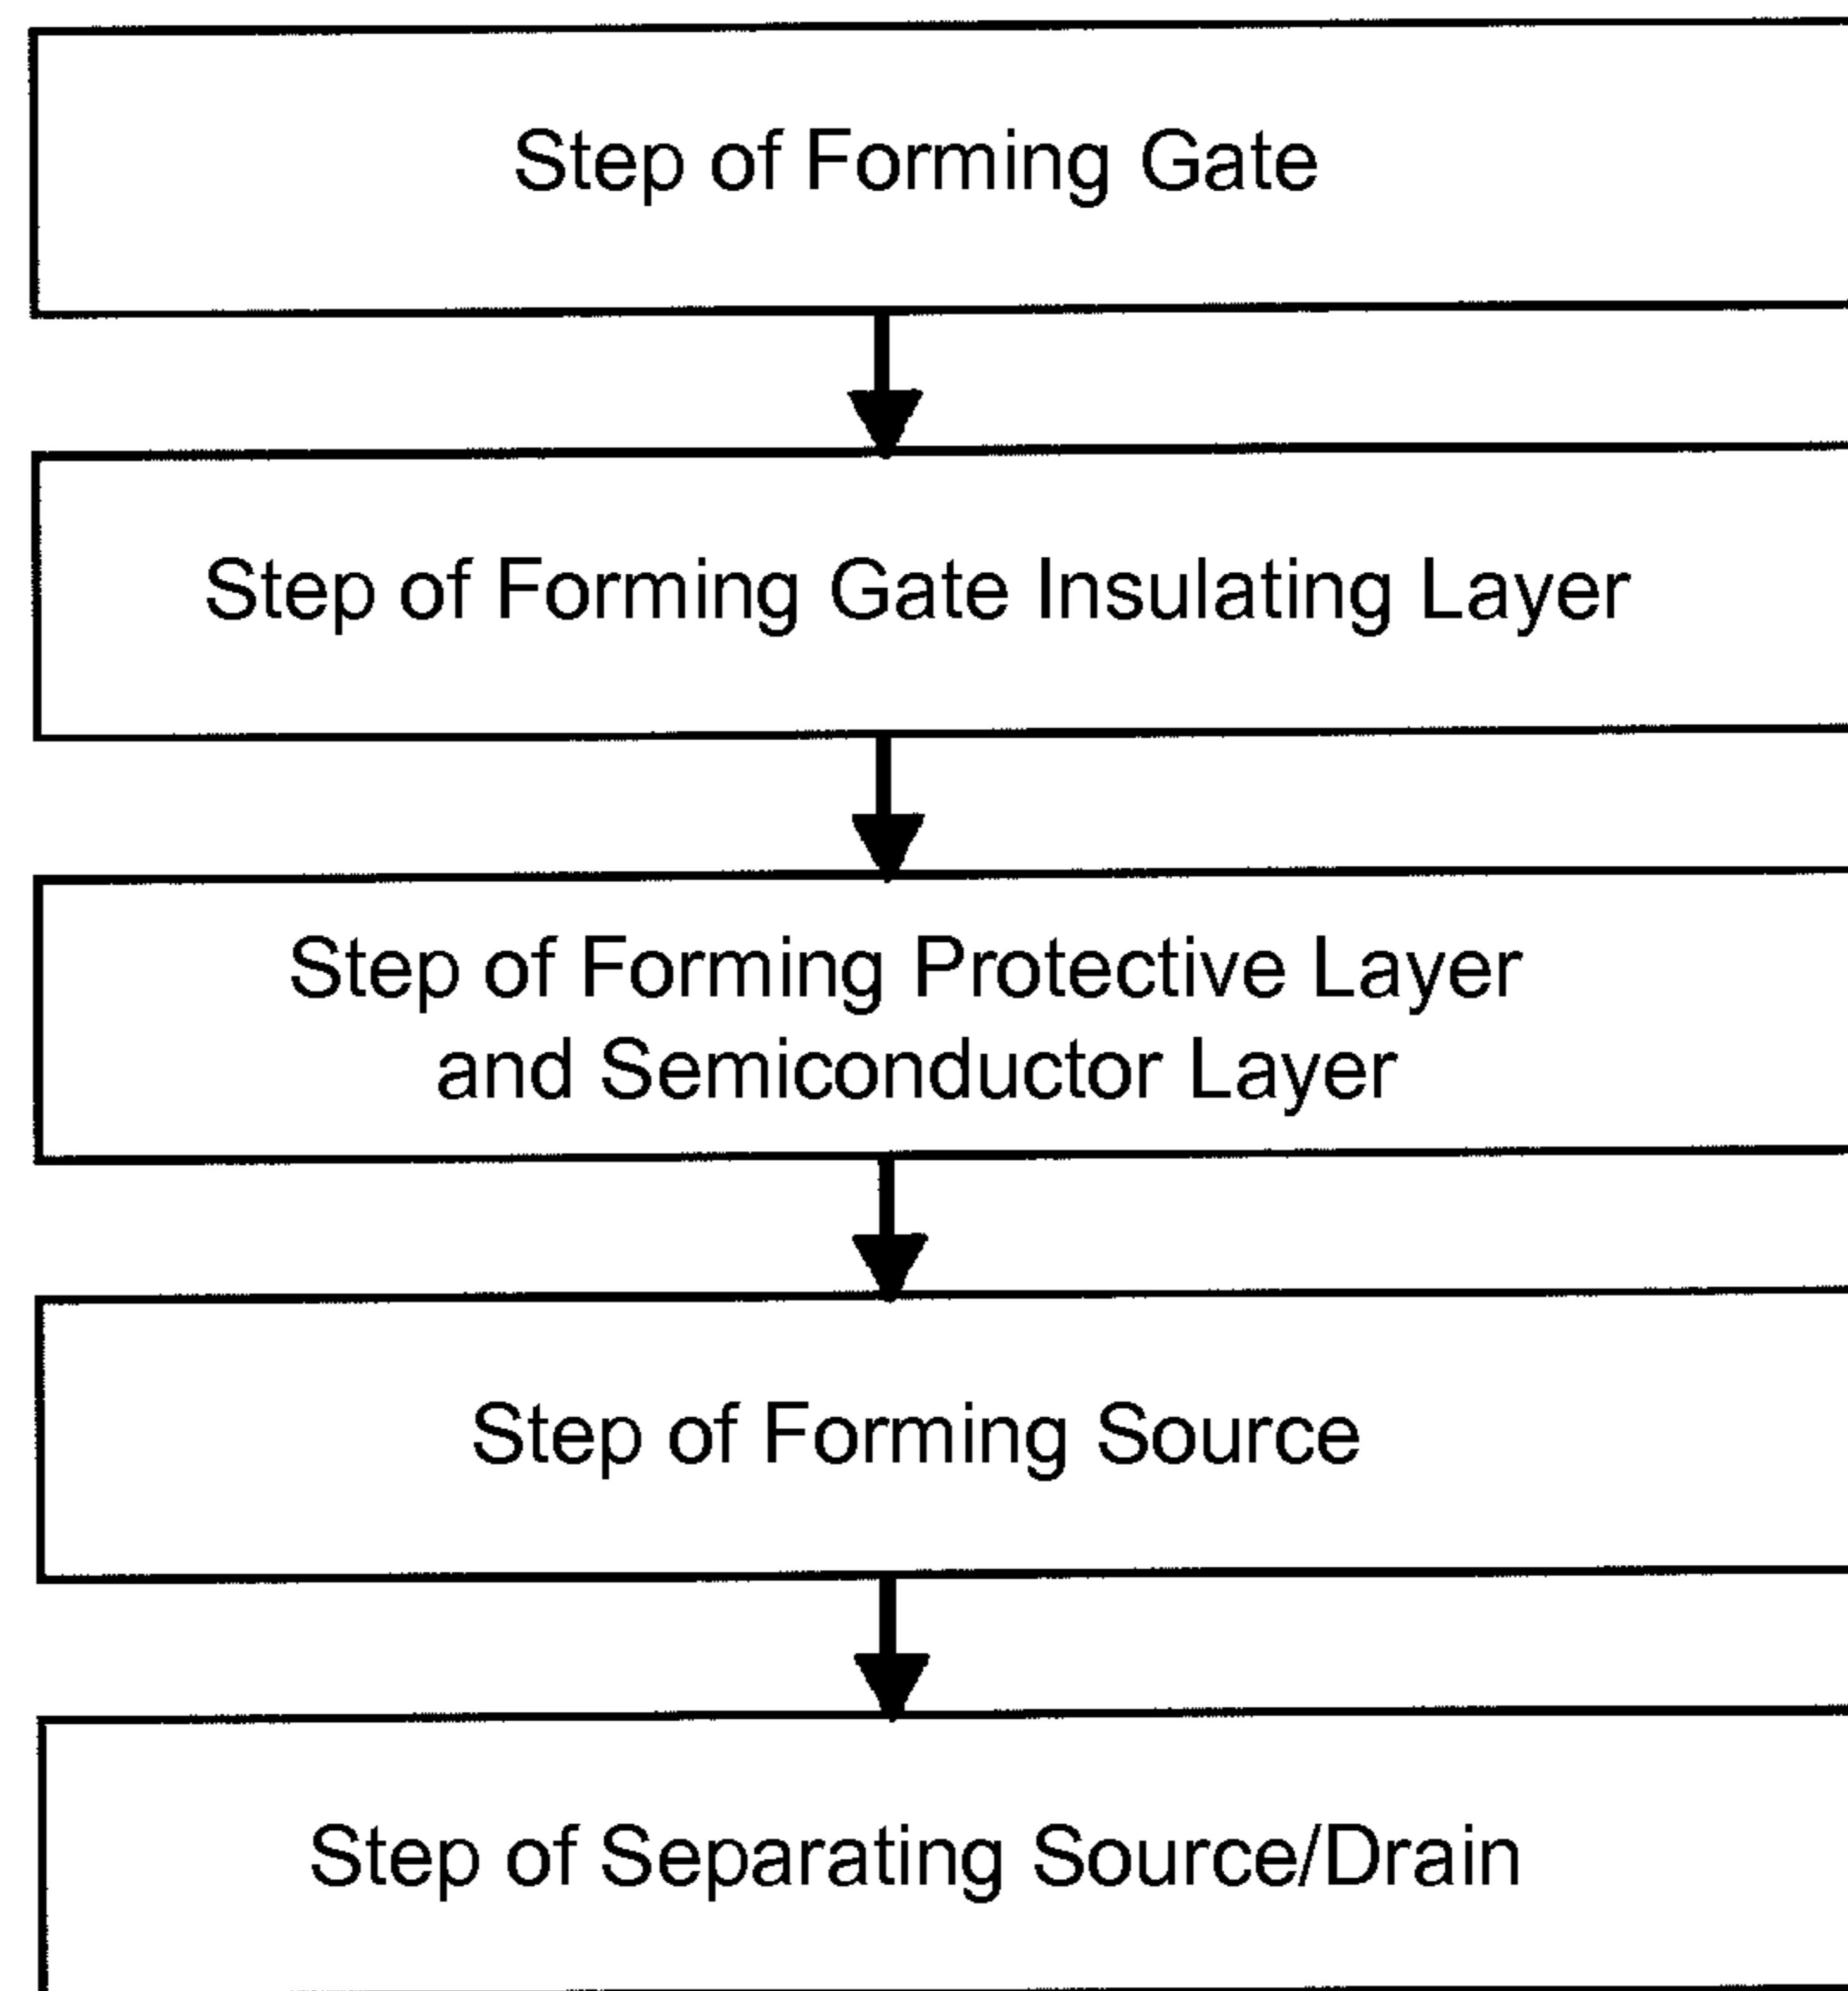 Step of Forming Gate
Step of Forming Gate Insulating Layer
Step of Forming Protective Layer
and Semiconductor Layer
Step of Forming Source
Step of Separating Source/Drain